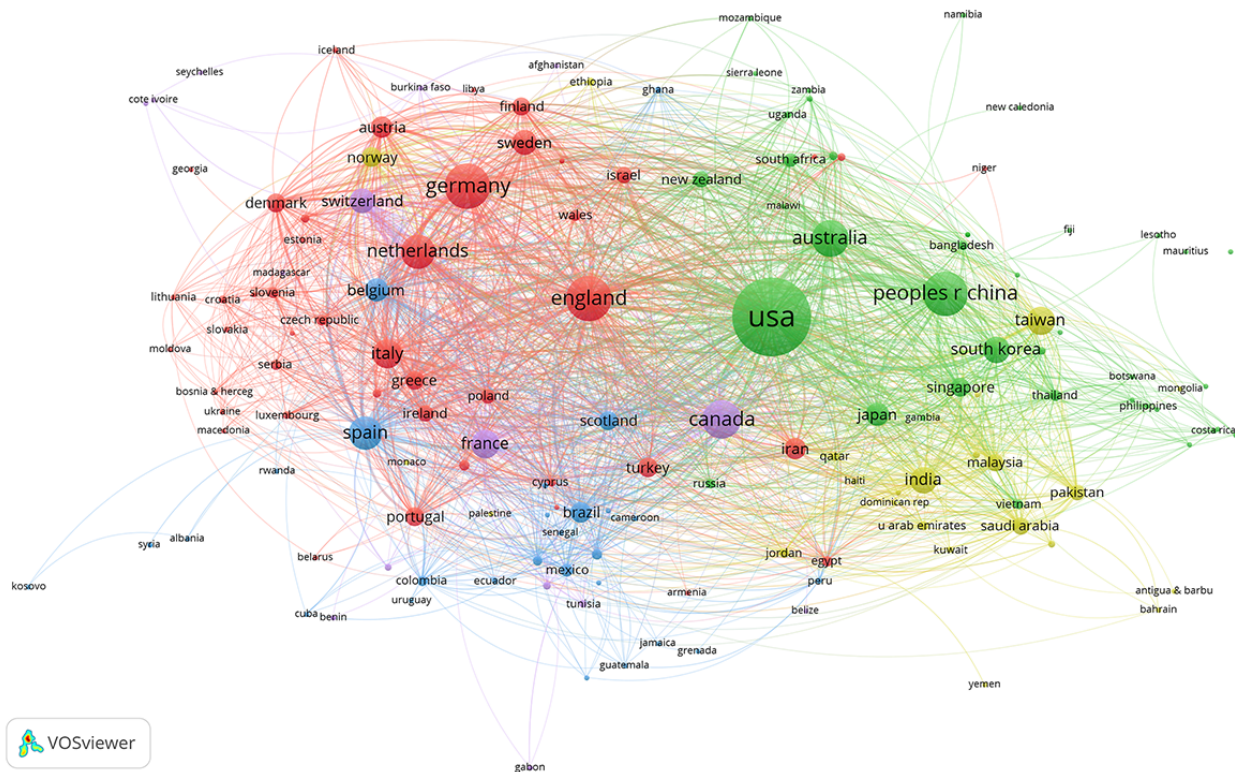 mozambique
namibia
iceland
seychelles
afghanistan
sierra leone
burkina faso
libya
ethiopia
ghana
zambia
cote ivoire
finland
new caledonia
uganda
austria
sweden
norway
south africa
georgia
israel
new zealand
niger
germany
switzerland
denmark
malawi
wales
fiji
lesotho
estonia
australia
bangladesh
mauritius
netherlands
madagascar
belgium
slovenia
lithuania
croatia
england
peoples r china
usa
taiwan
czech republic
slovakia
moldova
italy
south korea
serbia
greece
poland
singapore
botswana
mongolia
bosnia & herceg
thailand
philippines
ukraine
luxembourg
ireland
scotland
canada
japan
gambia
macedonia
spain
costa rica
france
iran
qatar
monaco
malaysia
rwanda
turkey
cyprus
russia
haiti
india
pakistan
dominican rep
vietnam
portugal
palestine
brazil
cameroon
senegal
u arab emirates
saudi arabia
albania
syria
kuwait
belarus
jordan
egypt
mexico
kosovo
colombia
ecuador
peru
uruguay
tunisia
armenia
antigua & barbu
cuba
benin
belize
bahrain
jamaica
grenada
guatemala
yemen
VOSviewer
gabon